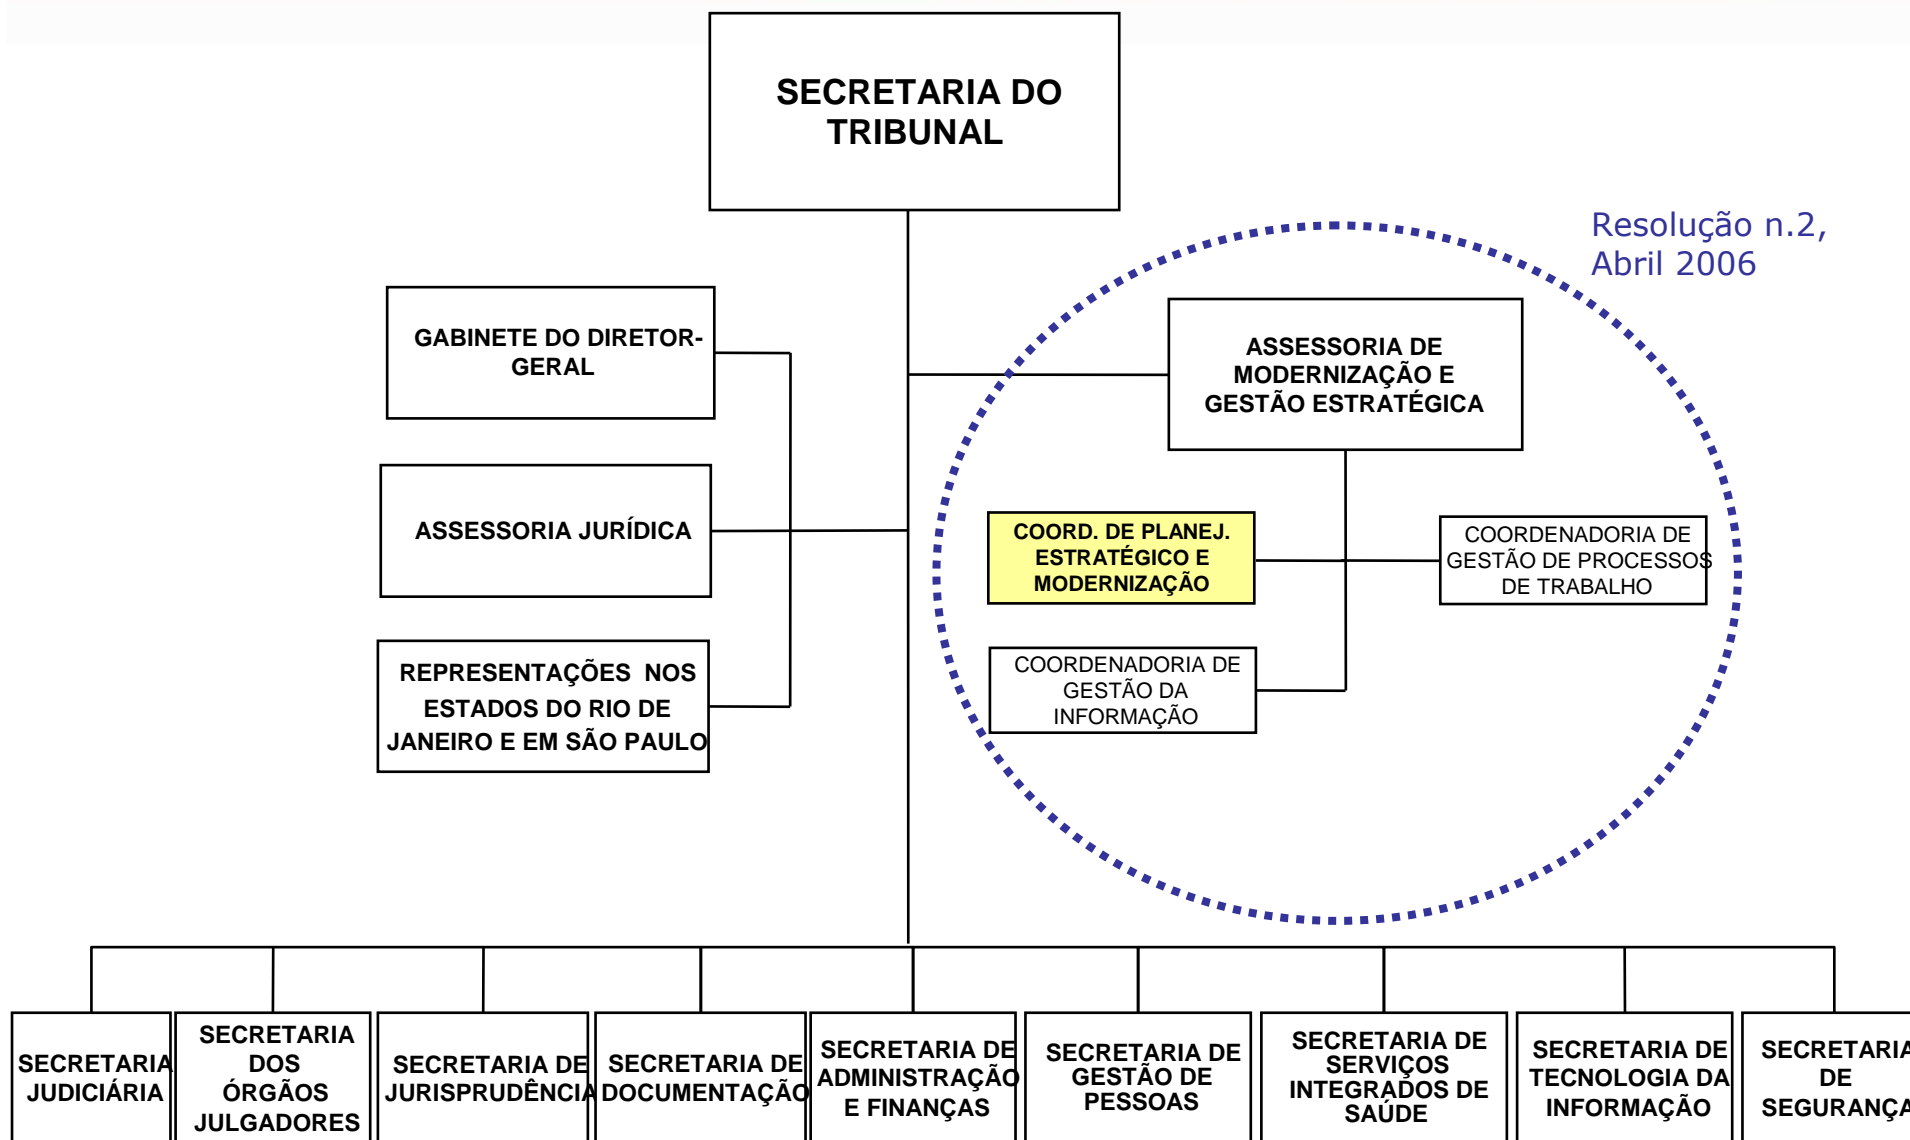 SECRETARIA DO
TRIBUNAL
Resolução n.2,
Abril 2006
GABINETE DO DIRETOR-
GERAL
ASSESSORIA DE
MODERNIZAÇÃO E
GESTÃO ESTRATÉGICA
ASSESSORIA JURÍDICA
COORD. DE PLANEJ.
ESTRATÉGICO E
MODERNIZAÇÃO
COORDENADORIA DE
GESTÃO DE PROCESSOS
DE TRABALHO
REPRESENTAÇÕES NOS
ESTADOS DO RIO DE
JANEIRO E EM SÃO PAULO
COORDENADORIA DE
GESTÃO DA
INFORMAÇÃO
SECRETARIA
JUDICIÁRIA
SECRETARIA
DOS
ÓRGÃOS
JULGADORES
SECRETARIA DE
JURISPRUDÊNCIA
SECRETARIA DE
DOCUMENTAÇÃO
SECRETARIA DE
ADMINISTRAÇÃO
E FINANÇAS
SECRETARIA DE
GESTÃO DE
PESSOAS
SECRETARIA DE
SERVIÇOS
INTEGRADOS DE
SAÚDE
SECRETARIA DE
TECNOLOGIA DA
INFORMAÇÃO
SECRETARIA
DE
SEGURANÇA